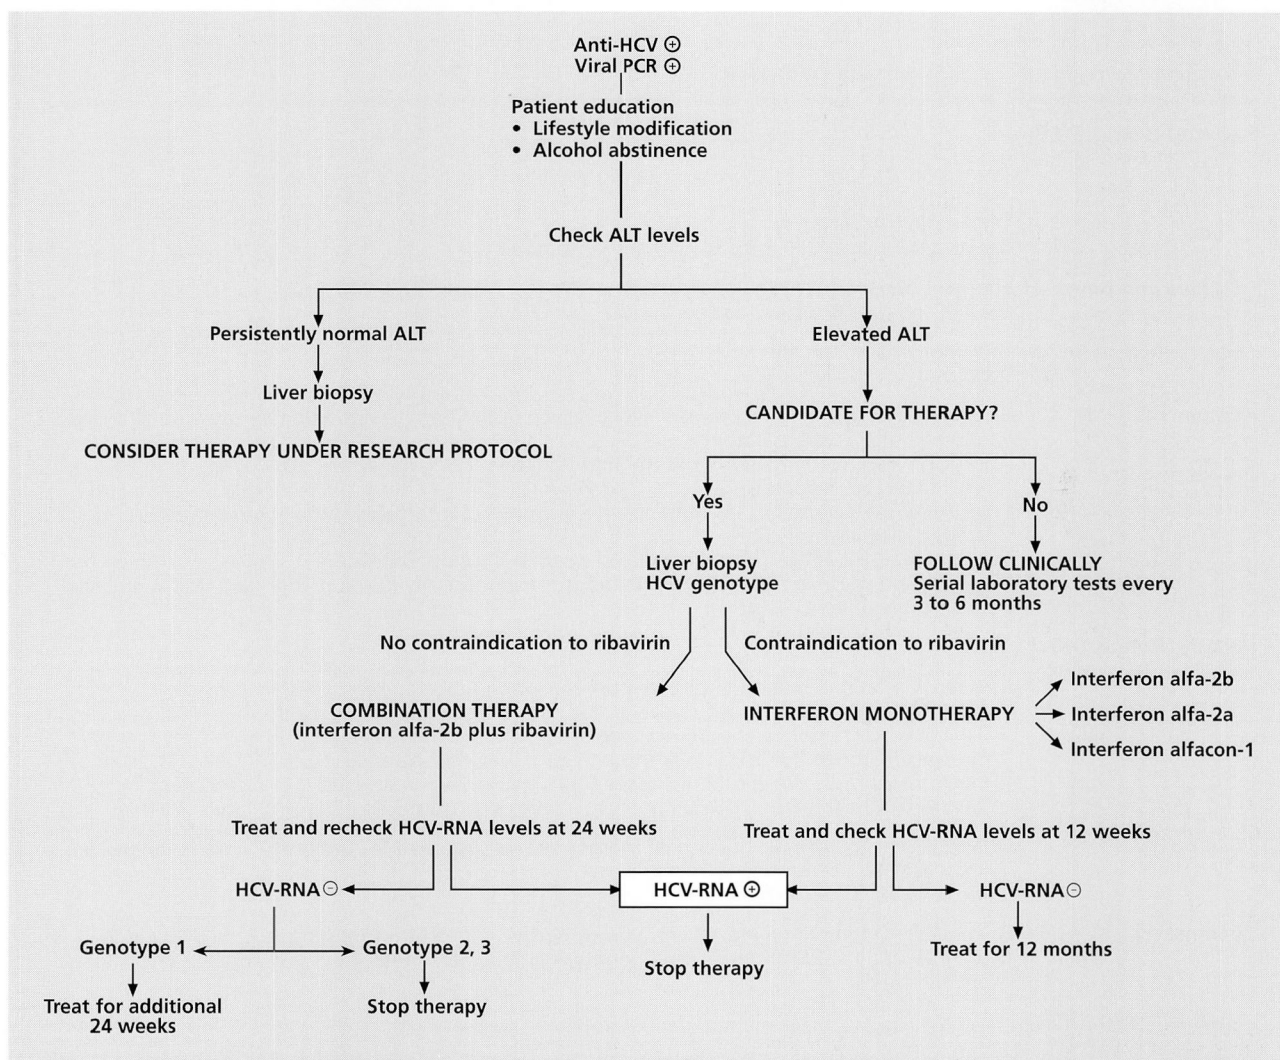 Anti-HCV ⊕
Viral PCR ⊕
Patient education
• Lifestyle modification
• Alcohol abstinence
Check ALT levels
Persistently normal ALT
Elevated ALT
Liver biopsy
CANDIDATE FOR THERAPY?
CONSIDER THERAPY UNDER RESEARCH PROTOCOL
Yes
No
Liver biopsy
HCV genotype
FOLLOW CLINICALLY
Serial laboratory tests every
3 to 6 months
No contraindication to ribavirin
Contraindication to ribavirin
COMBINATION THERAPY
(interferon alfa-2b plus ribavirin)
INTERFERON MONOTHERAPY
Interferon alfa-2b
Interferon alfa-2a
Interferon alfacon-1
Treat and recheck HCV-RNA levels at 24 weeks
Treat and check HCV-RNA levels at 12 weeks
HCV-RNA ⊖
HCV-RNA ⊕
HCV-RNA ⊖
Genotype 1
Genotype 2, 3
Stop therapy
Treat for 12 months
Treat for additional
24 weeks
Stop therapy